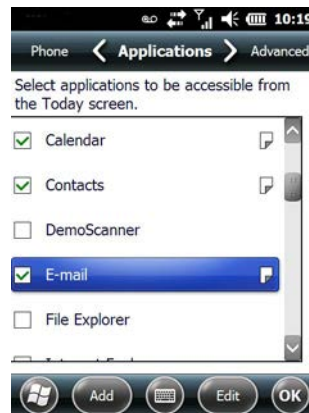 10:19
Phone Applications Advanced
Select applications to be accessible from
the Today screen.
Calendar
Contacts
DemoScanner
E-mail
File Explorer
Add Edit OK